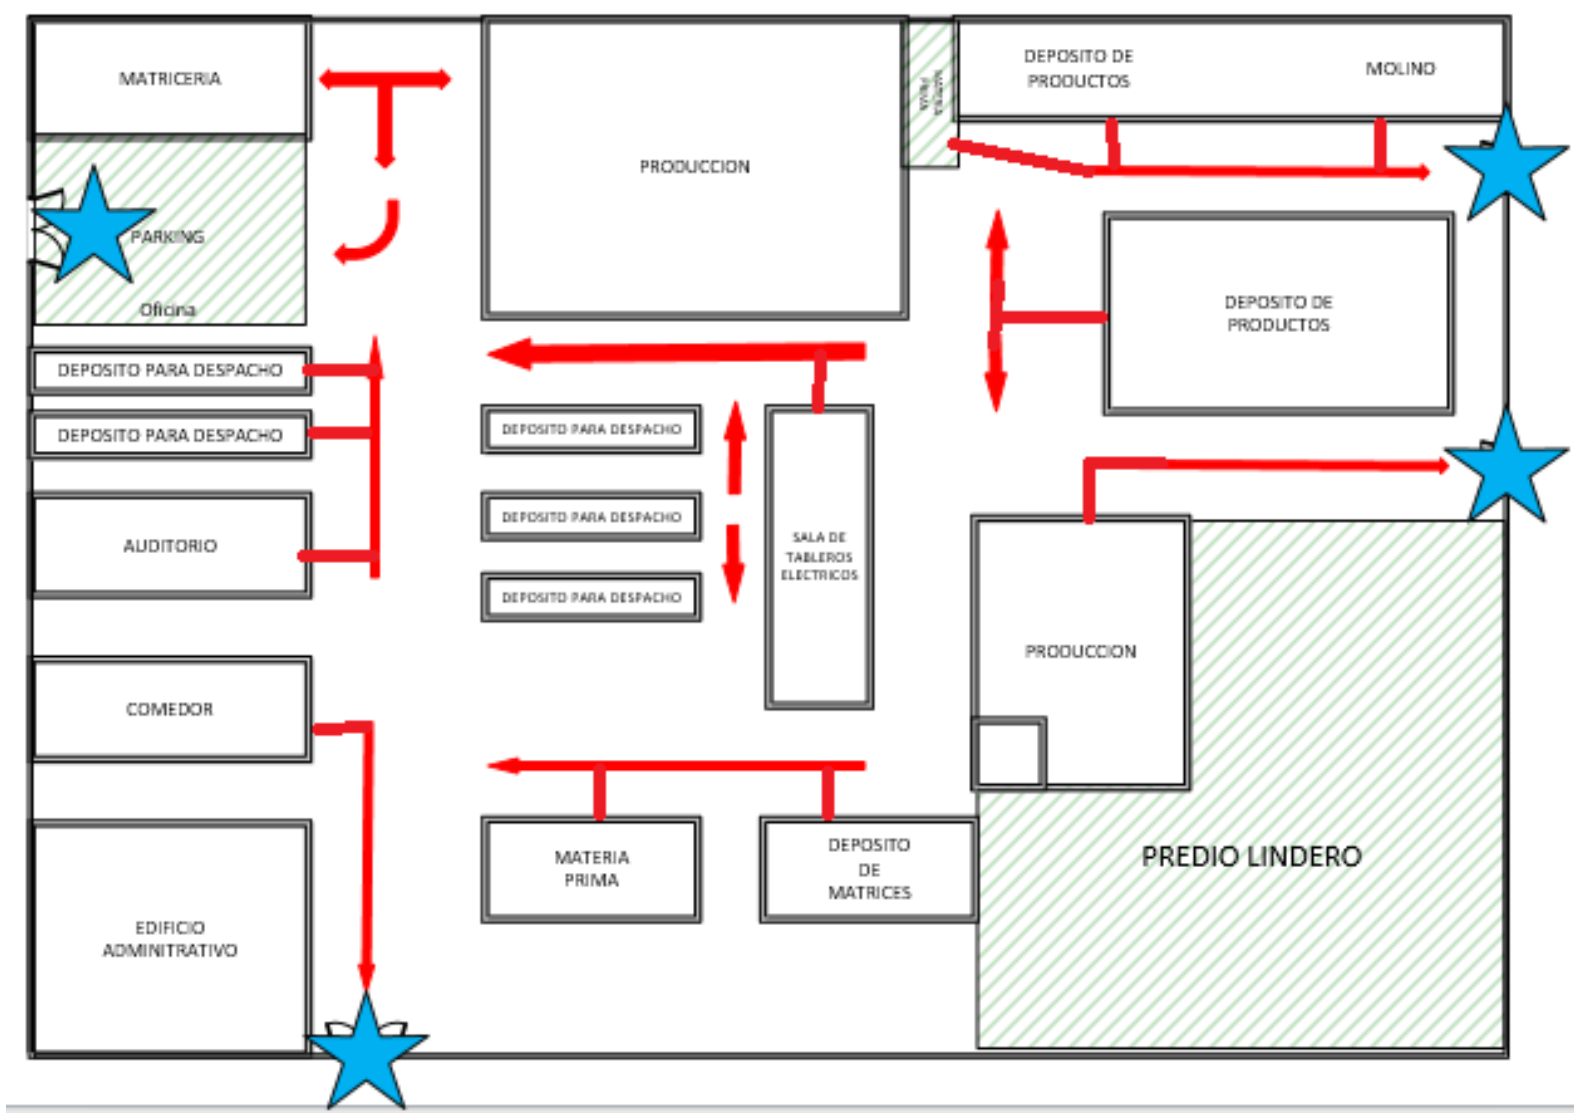 MATRICERIA
PRODUCCION
MATERIA
PRIMA
DEPOSITO DE
PRODUCTOS
MOLINO
PARKING
Oficina
DEPOSITO DE
PRODUCTOS
DEPOSITO PARA DESPACHO
DEPOSITO PARA DESPACHO
DEPOSITO PARA DESPACHO
DEPOSITO PARA DESPACHO
DEPOSITO PARA DESPACHO
AUDITORIO
SALA DE
TABLEROS
ELECTRICOS
PRODUCCION
COMEDOR
MATERIA
PRIMA
DEPOSITO
DE
MATRICES
PREDIO LINDERO
EDIFICIO
ADMINITRATIVO